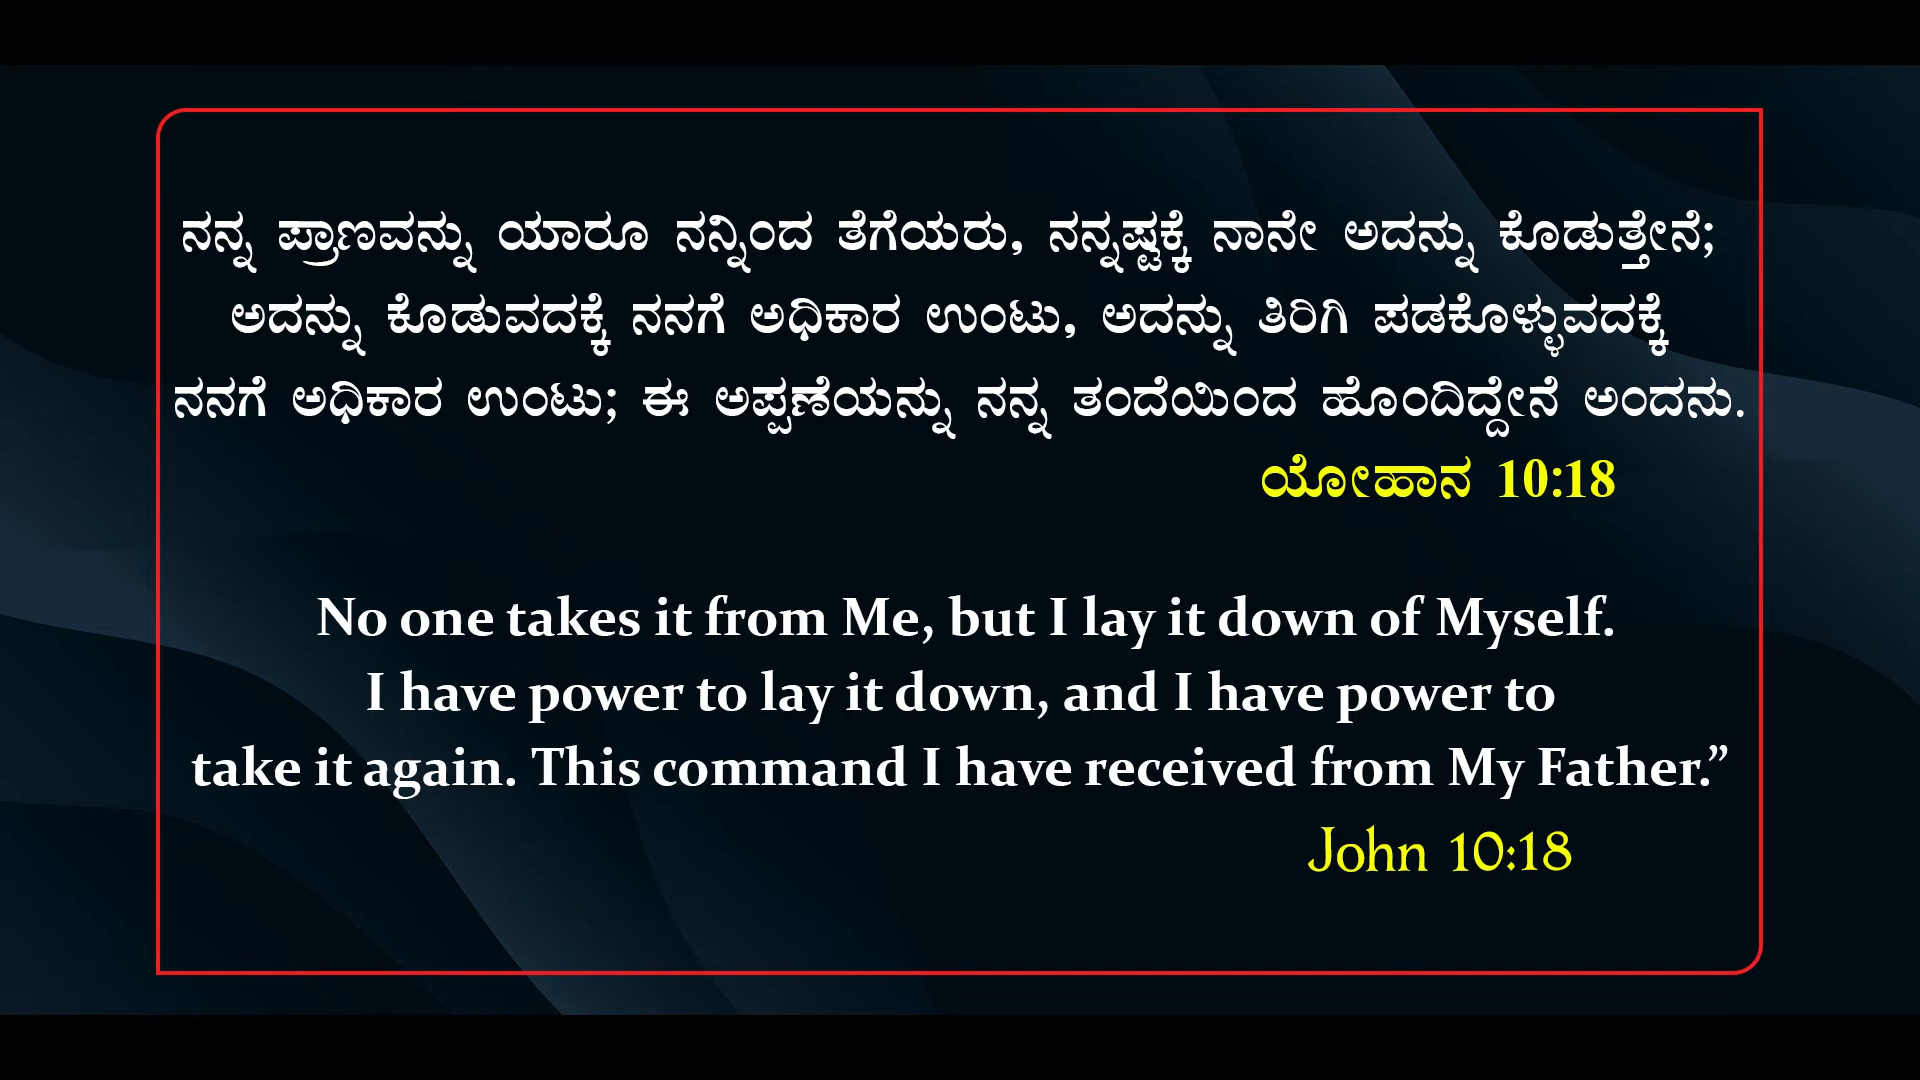 ನನ್ನ ಪ್ರಾಣವನ್ನು ಯಾರೂ ನನ್ನಿಂದ ತೆಗೆಯರು, ನನ್ನಷ್ಟಕ್ಕೆ ನಾನೇ ಅದನ್ನು ಕೊಡುತ್ತೇನೆ;
ಅದನ್ನು ಕೊಡುವದಕ್ಕೆ ನನಗೆ ಅಧಿಕಾರ ಉಂಟು, ಅದನ್ನು ತಿರಿಗಿ ಪಡಕೊಳ್ಳುವದಕ್ಕೆ
ನನಗೆ ಅಧಿಕಾರ ಉಂಟು; ಈ ಅಪ್ಪಣೆಯನ್ನು ನನ್ನ ತಂದೆಯಿಂದ ಹೊಂದಿದ್ದೇನೆ ಅಂದನು.
ಯೋಹಾನ 10:18
No one takes it from Me, but I lay it down of Myself.
I have power to lay it down, and I have power to
take it again. This command I have received from My Father.”
John 10:18